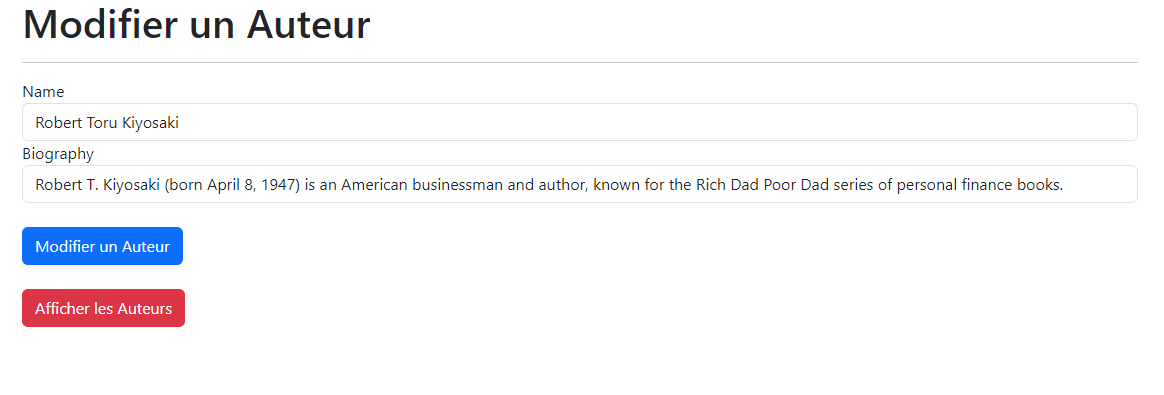 Modifier un Auteur
Name
Robert Toru Kiyosaki
Biography
Robert T. Kiyosaki (born April 8, 1947) is an American businessman and author, known for the Rich Dad Poor Dad series of personal finance books.
Modifier un Auteur
Afficher les Auteurs